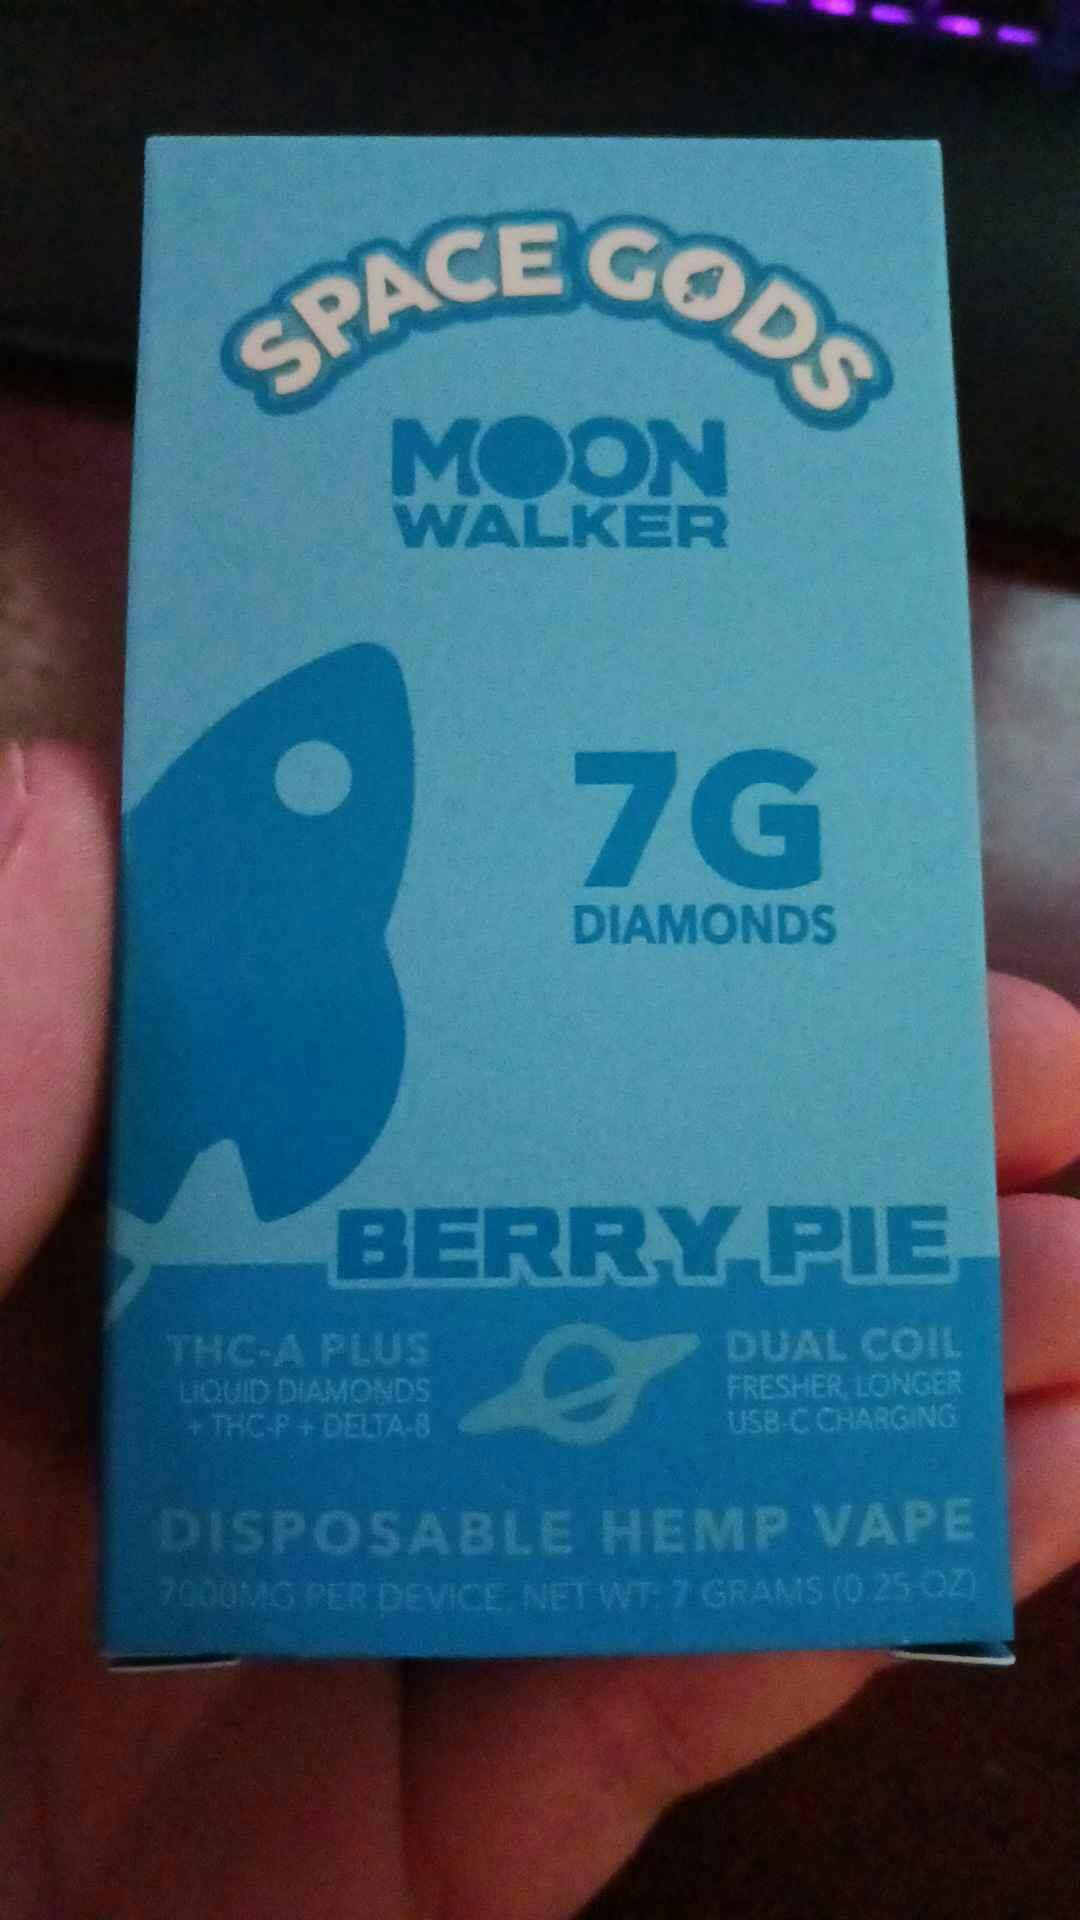 SPACE GODS
MOON
WALKER
7G
DIAMONDS
BERRY PIE
THC-A PLUS
LIQUID DIAMONDS
+ THC-P + DELTA-8
DUAL COIL
FRESHER, LONGER
USB-C CHARGING
DISPOSABLE HEMP VAPE
7000MG PER DEVICE, NET WT: 7 GRAMS (0.25 OZ)